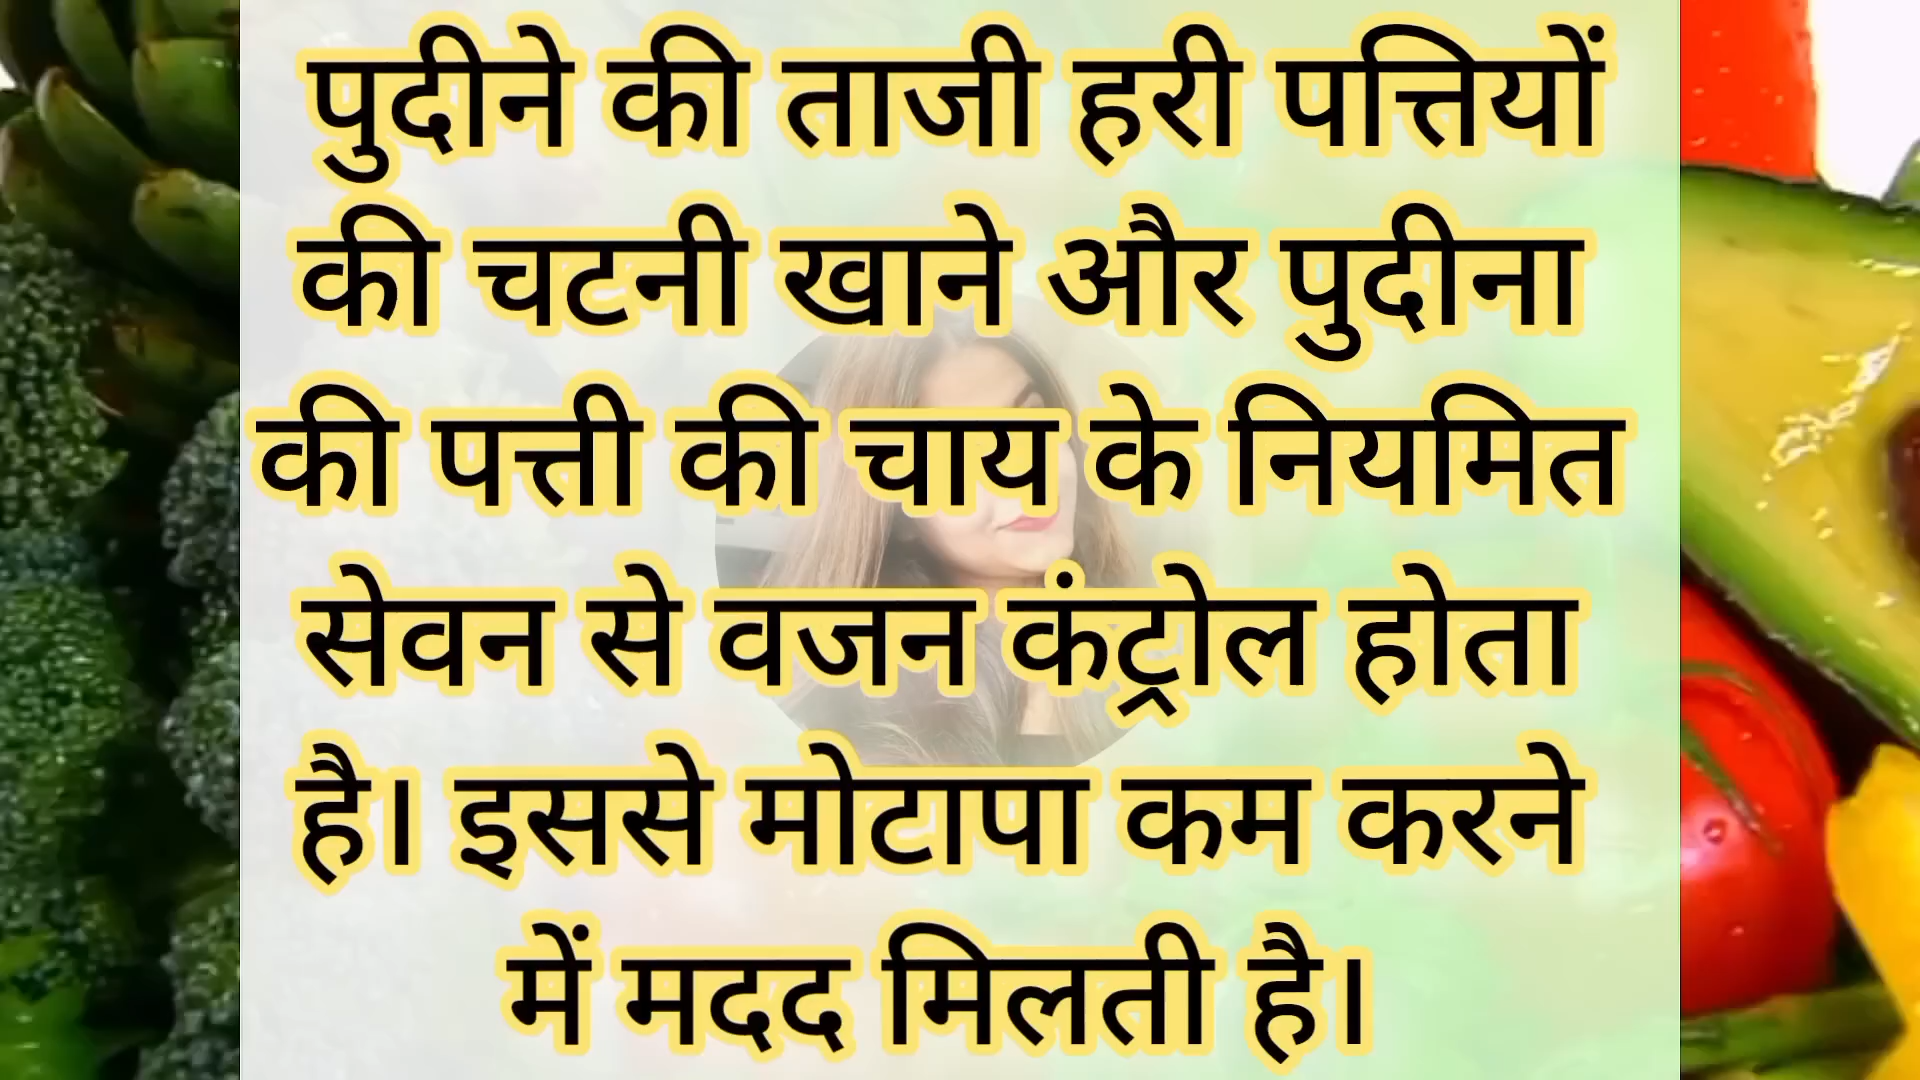 पुदीने की ताजी हरी पत्तियों
की चटनी खाने और पुदीना
की पत्ती की चाय के नियमित
सेवन से वजन कंट्रोल होता
है। इससे मोटापा कम करने
में मदद मिलती है।